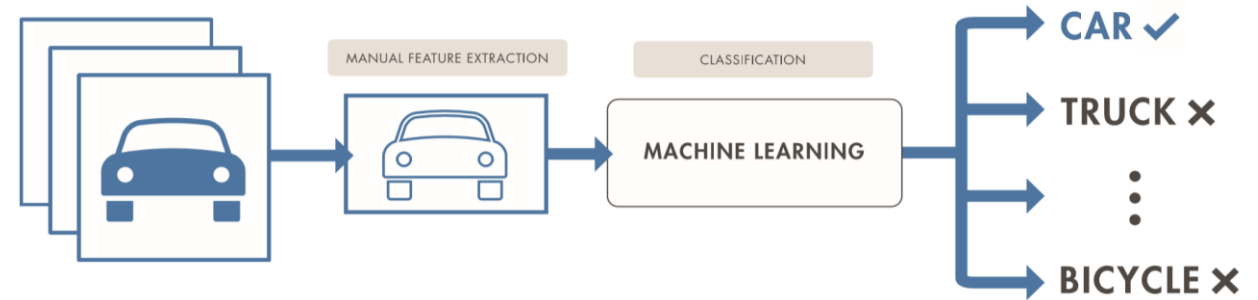 MANUAL FEATURE EXTRACTION
CLASSIFICATION
MACHINE LEARNING
CAR ✓
TRUCK ×
⋮
BICYCLE ×